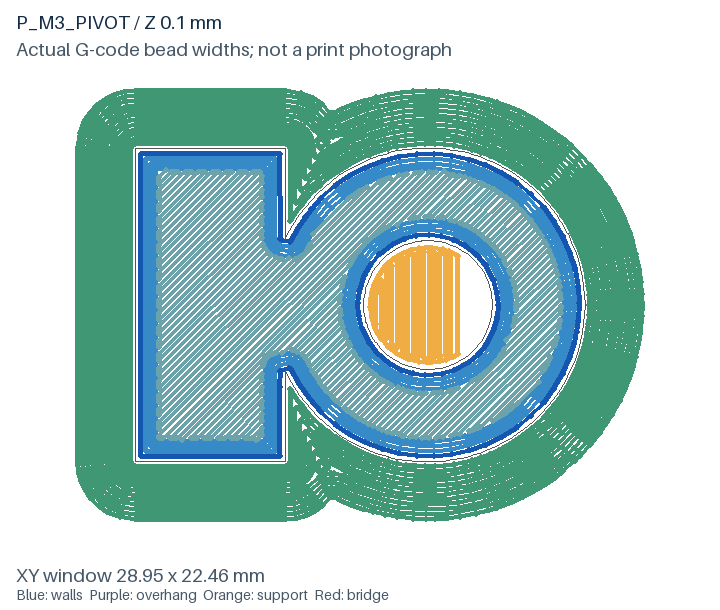 P_M3_PIVOT / Z 0.1 mm
Actual G-code bead widths; not a print photograph
XY window 28.95 x 22.46 mm
Blue: walls  Purple: overhang  Orange: support  Red: bridge